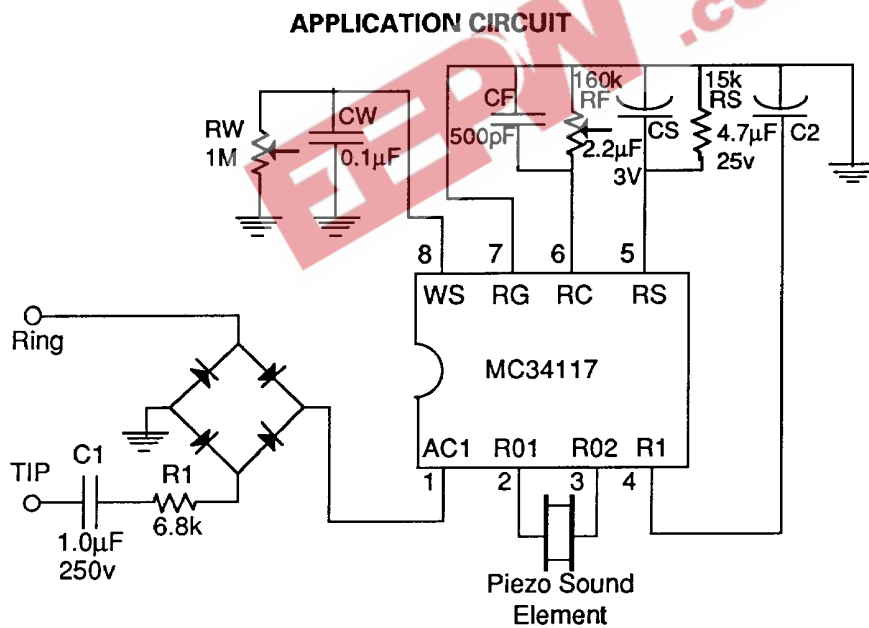 APPLICATION CIRCUIT
EEPW .co
RW
1M
CW
0.1µF
CF
500pF
160k
RF
2.2µF
CS
3V
15k
RS
4.7µF
25v
C2
8 7 6 5
WS RG RC RS
MC34117
AC1 R01 R02 R1
1 2 3 4
Ring
TIP
C1
1.0µF
250v
R1
6.8k
Piezo Sound
Element